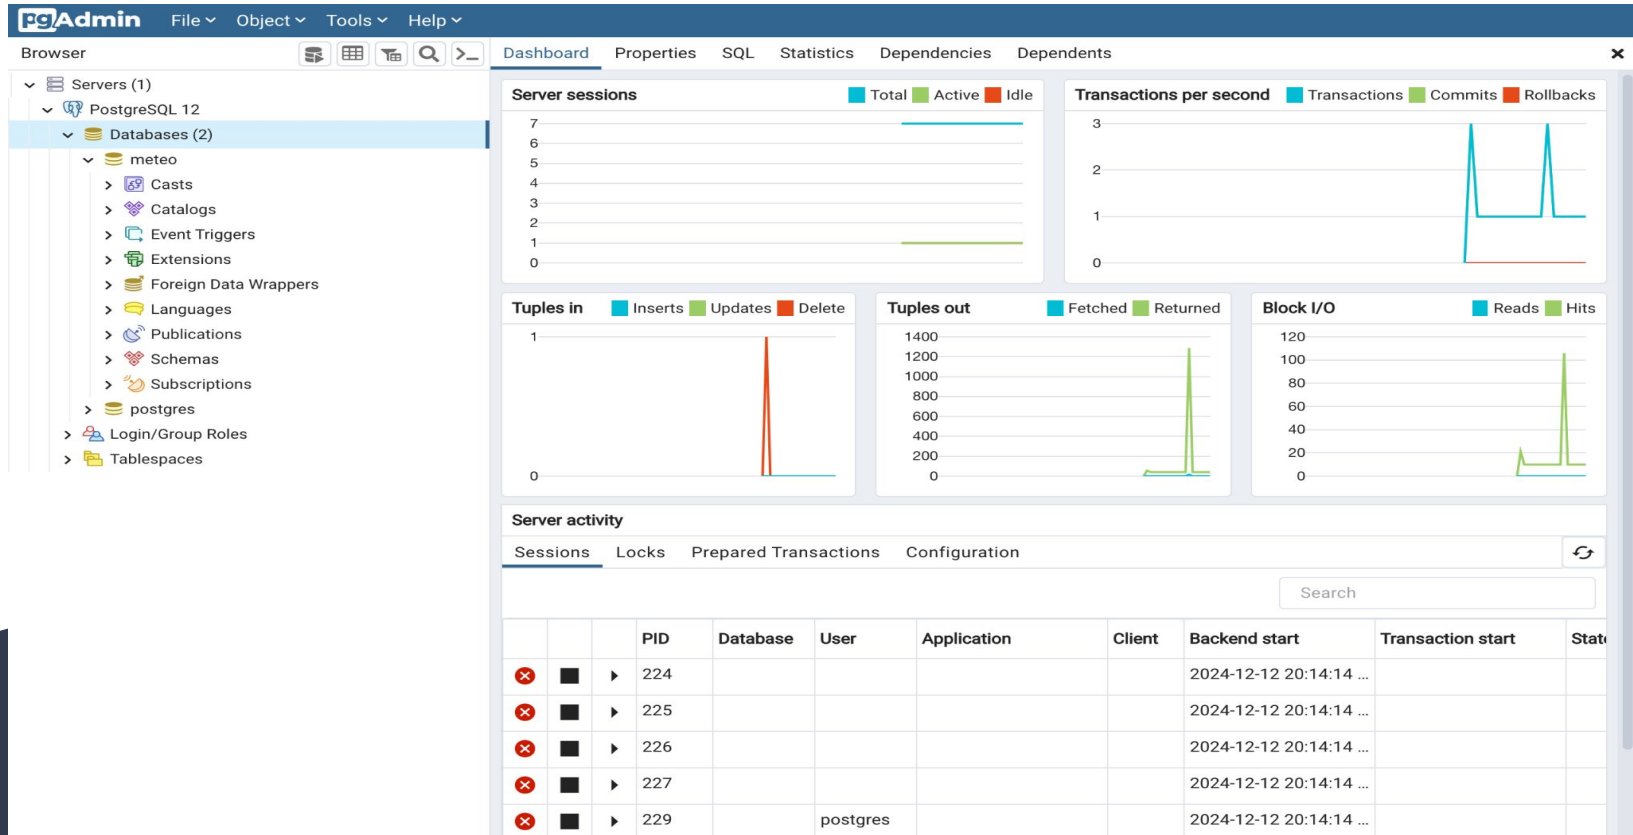 pgAdmin File Object Tools Help
Browser
Dashboard Properties SQL Statistics Dependencies Dependents
Servers (1)
PostgreSQL 12
Databases (2)
meteo
Casts
Catalogs
Event Triggers
Extensions
Foreign Data Wrappers
Languages
Publications
Schemas
Subscriptions
postgres
Login/Group Roles
Tablespaces
Server sessions Total Active Idle
7
6
5
4
3
2
1
0
Transactions per second Transactions Commits Rollbacks
3
2
1
0
Tuples in Inserts Updates Delete
1
0
Tuples out Fetched Returned
1400
1200
1000
800
600
400
200
0
Block I/O Reads Hits
120
100
80
60
40
20
0
Server activity
Sessions Locks Prepared Transactions Configuration
Search
PID Database User Application Client Backend start Transaction start State
224 2024-12-12 20:14:14 ...
225 2024-12-12 20:14:14 ...
226 2024-12-12 20:14:14 ...
227 2024-12-12 20:14:14 ...
229 postgres 2024-12-12 20:14:14 ...